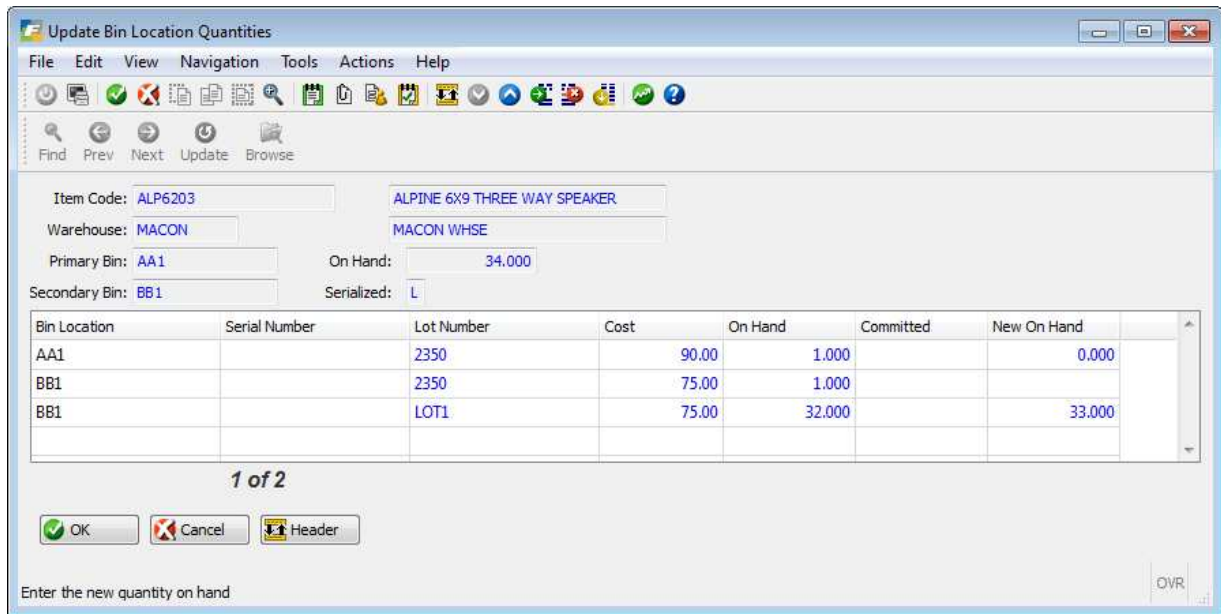 Update Bin Location Quantities
File Edit View Navigation Tools Actions Help
Find Prev Next Update Browse
Item Code: ALP6203 ALPINE 6X9 THREE WAY SPEAKER
Warehouse: MACON MACON WHSE
Primary Bin: AA1 On Hand: 34.000
Secondary Bin: BB1 Serialized: L
Bin Location Serial Number Lot Number Cost On Hand Committed New On Hand
AA1 2350 90.00 1.000 0.000
BB1 2350 75.00 1.000
BB1 LOT1 75.00 32.000 33.000
1 of 2
OK Cancel Header
Enter the new quantity on hand OVR